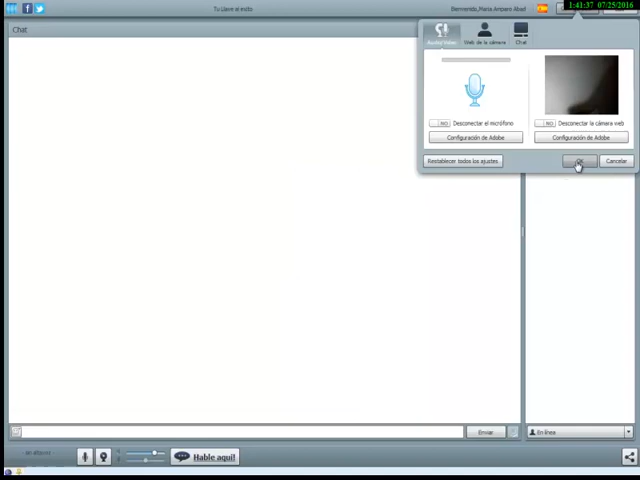 Tu Llave al éxito
Bienvenido, Maria Amparo Abad
1:41:37 07/25/2016
Chat
Audio/Video
Web de la cámara
Chat
NO Desconectar el micrófono
NO Desconectar la cámara web
Configuración de Adobe
Configuración de Adobe
Restablecer todos los ajustes
OK
Cancelar
Enviar
En línea
Hable aquí!